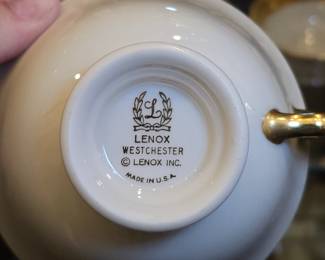 L
LENOX
WESTCHESTER
© LENOX INC.
MADE IN U.S.A.